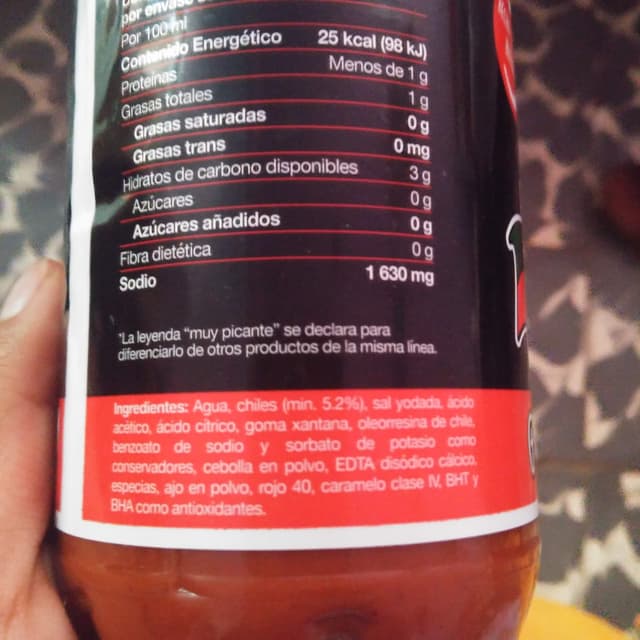 por envase
Por 100 ml
Contenido Energético 25 kcal (98 kJ)
Proteínas Menos de 1 g
Grasas totales 1 g
Grasas saturadas 0 g
Grasas trans 0 mg
Hidratos de carbono disponibles 3 g
Azúcares 0 g
Azúcares añadidos 0 g
Fibra dietética 0 g
Sodio 1 630 mg
*La leyenda "muy picante" se declara para
diferenciarlo de otros productos de la misma línea.
Ingredientes: Agua, chiles (min. 5.2%), sal yodada, ácido
acético, ácido cítrico, goma xantana, oleorresina de chile,
benzoato de sodio y sorbato de potasio como
conservadores, cebolla en polvo, EDTA disódico cálcico,
especias, ajo en polvo, rojo 40, caramelo clase IV, BHT y
BHA como antioxidantes.